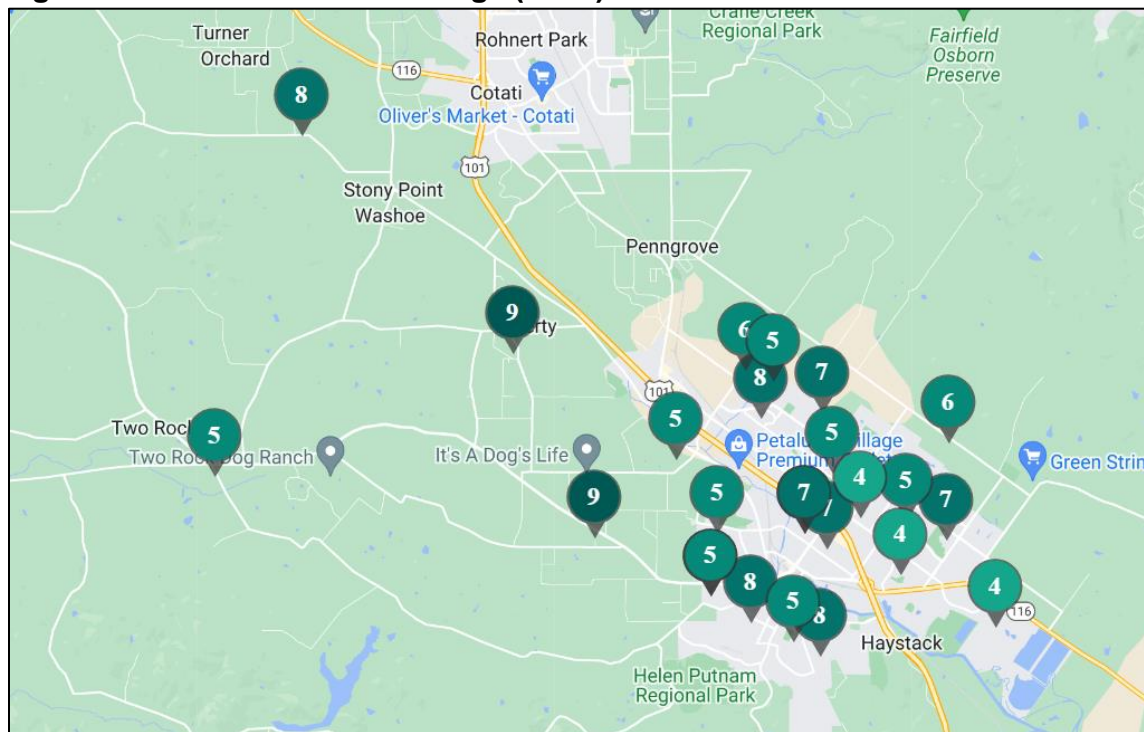 Turner
Orchard
8
116
Rohnert Park
Cotati
Oliver's Market - Cotati
Crane Creek
Regional Park
Fairfield
Osborn
Preserve
101
Stony Point
Washoe
Penngrove
9
6
5
8
7
101
5
6
5
Two Rock
5
Two Rock Dog Ranch
It's A Dog's Life
Petaluma Village
Premium
Green Strin
9
5
7
7
4
5
7
4
5
8
5
8
4
116
Haystack
Helen Putnam
Regional Park